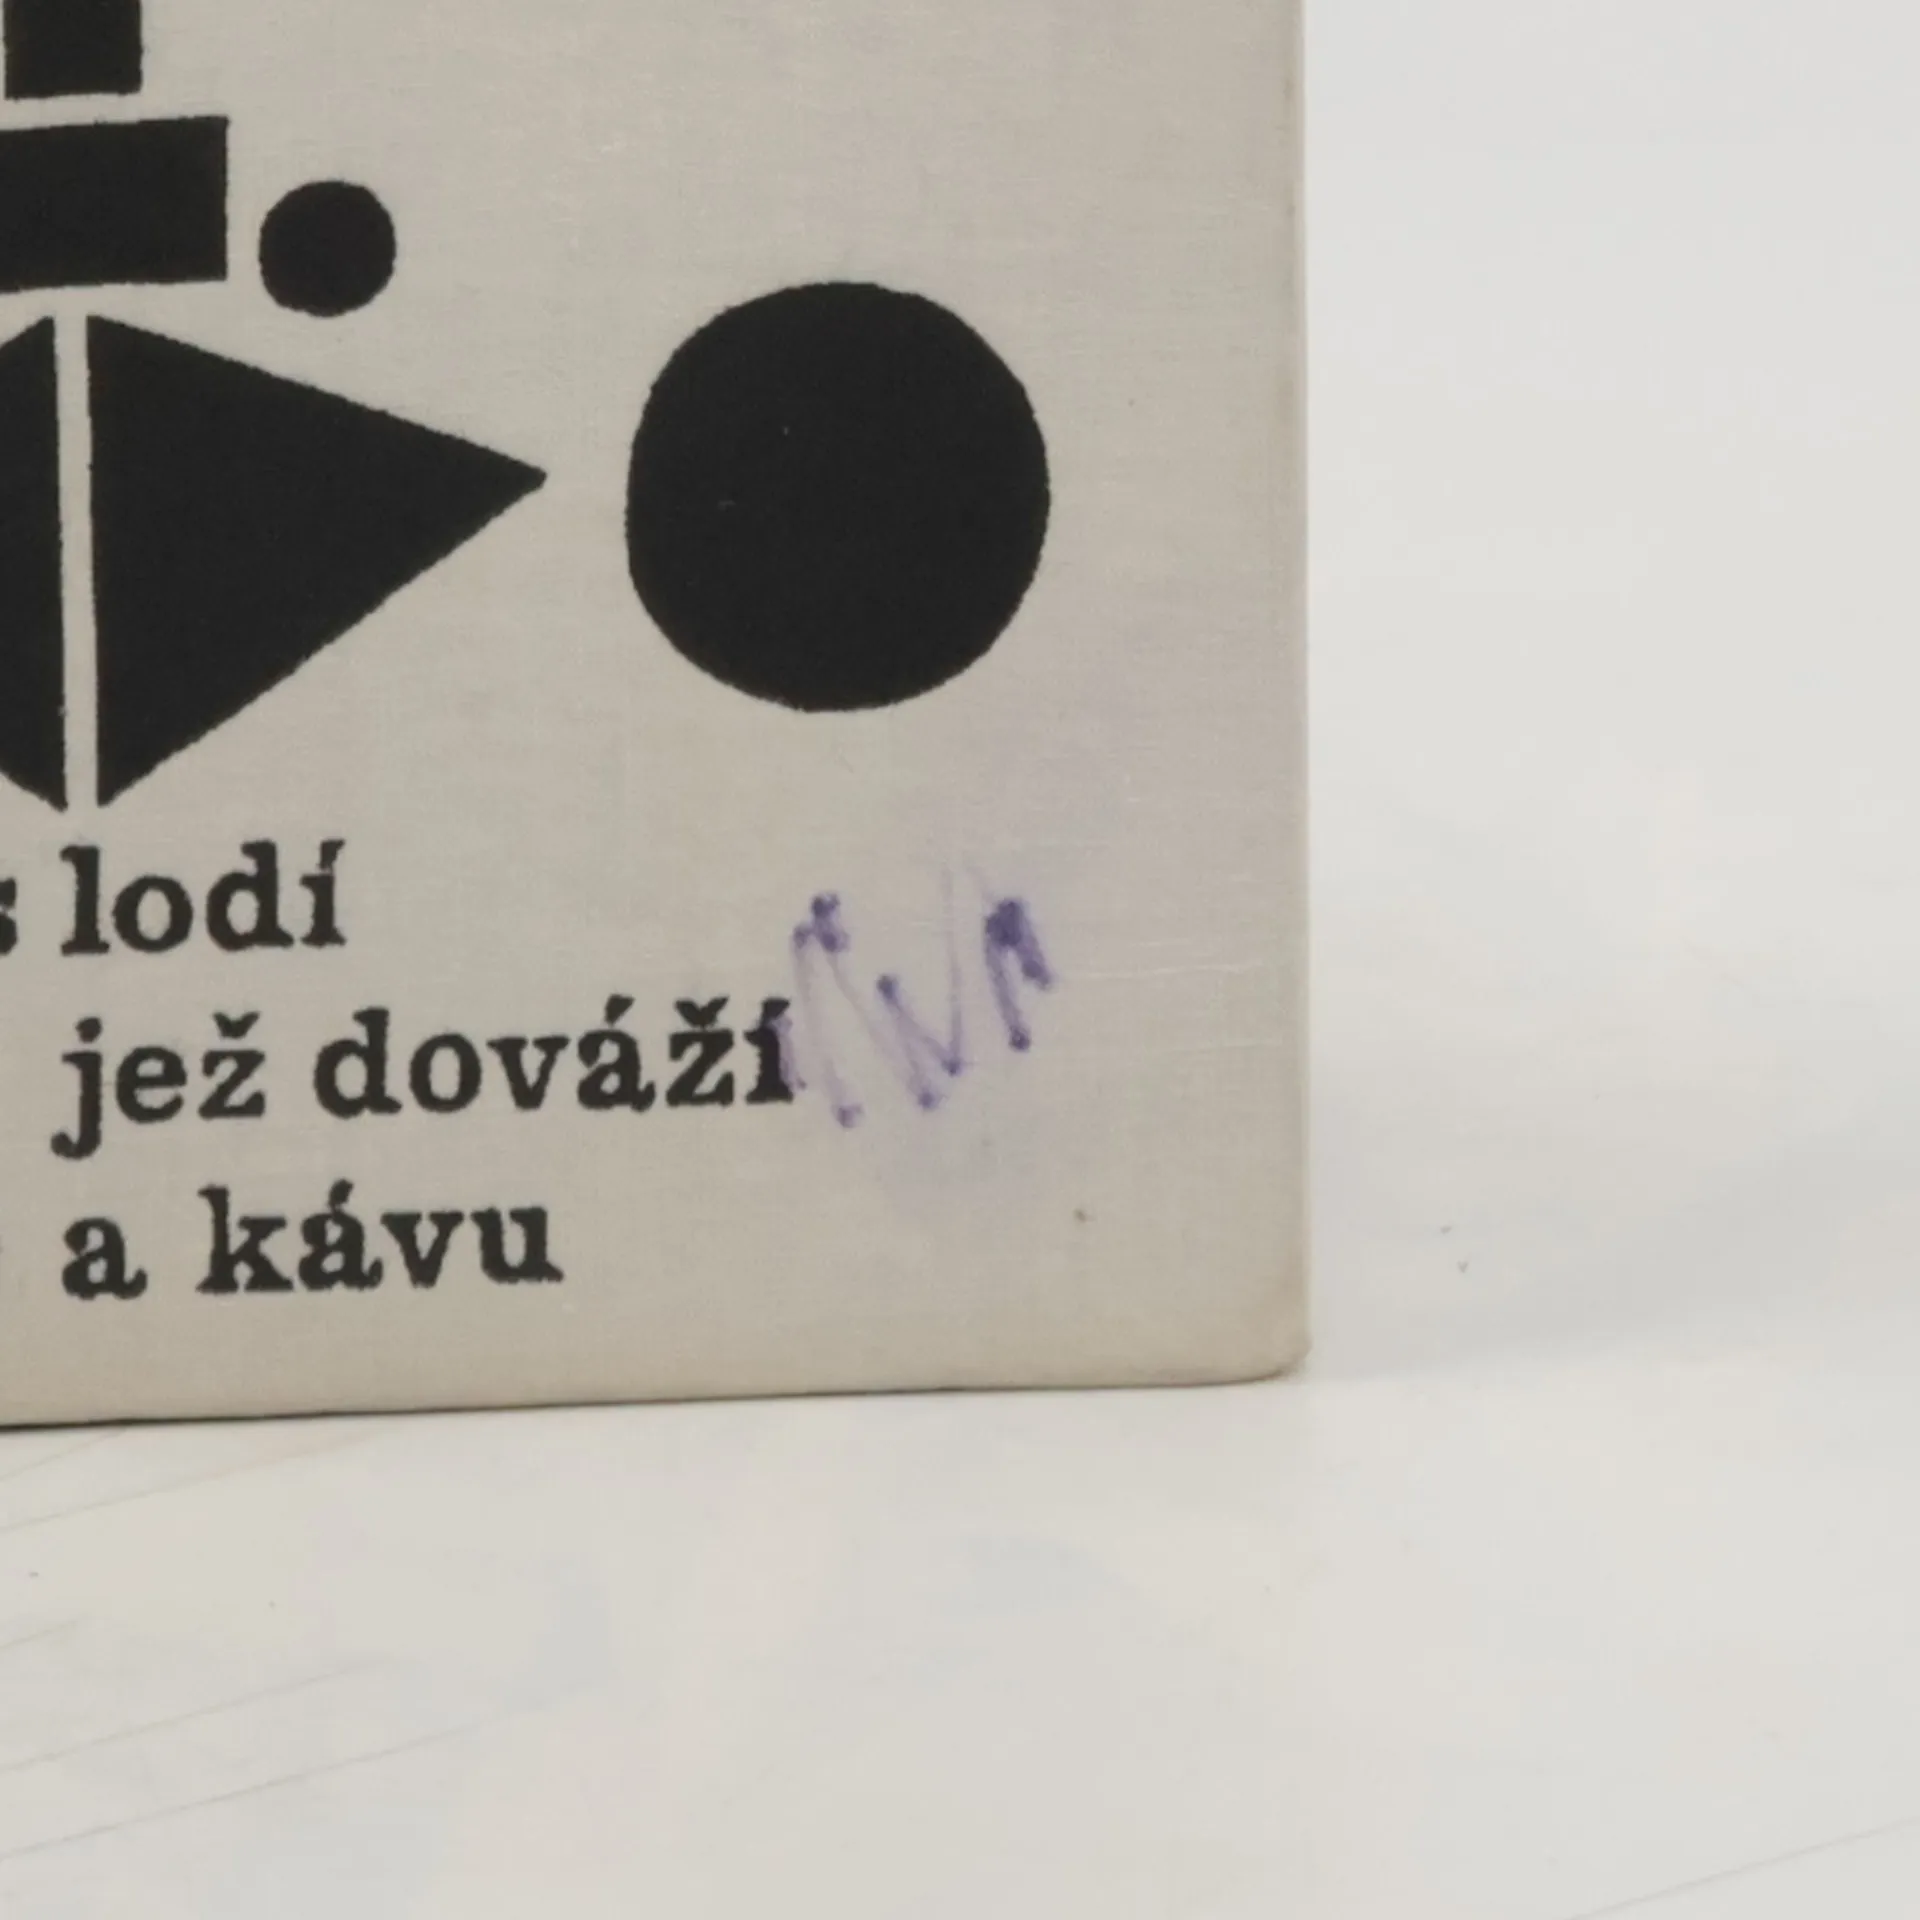 s lodí
jež dováží
a kávu